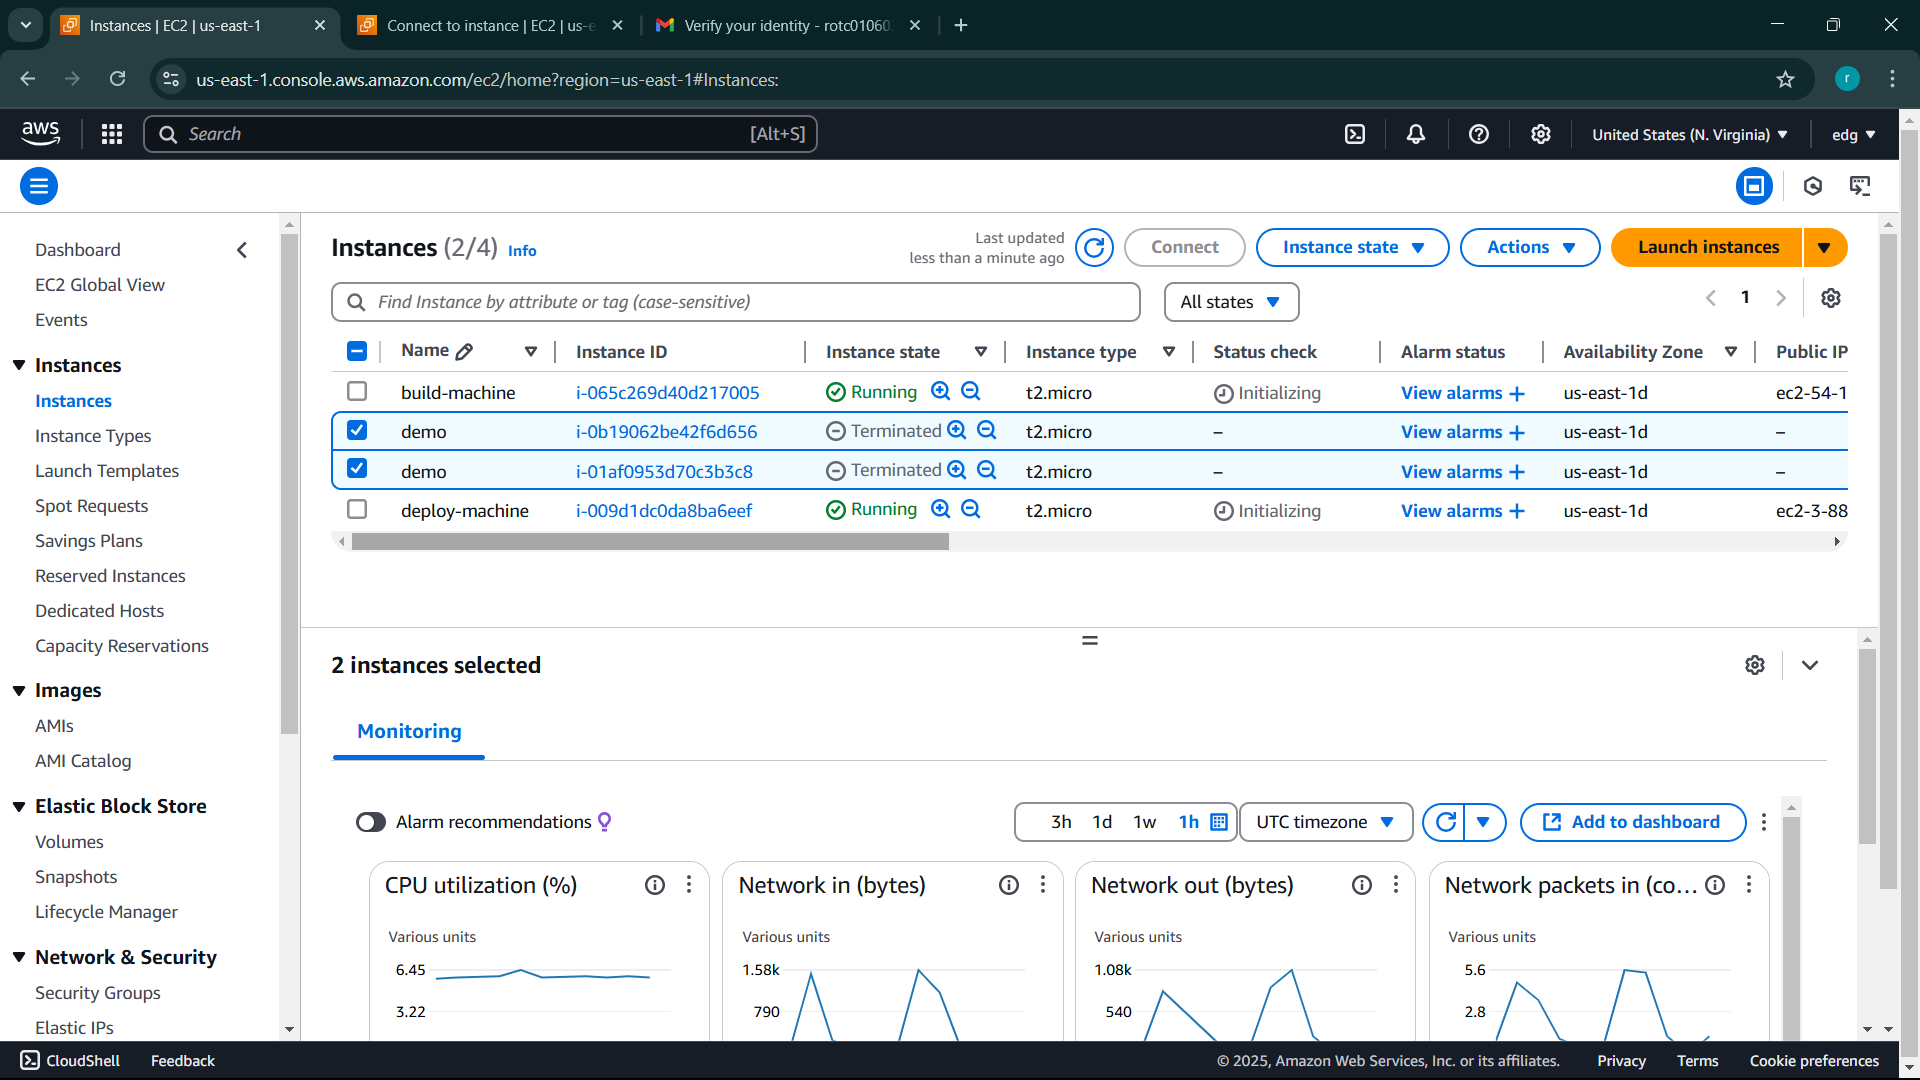 Instances | EC2 | us-east-1
Connect to instance | EC2 | us-e
Verify your identity - rotc01060
us-east-1.console.aws.amazon.com/ec2/home?region=us-east-1#Instances:
r
aws
Search
[Alt+S]
United States (N. Virginia)
edg
Dashboard
EC2 Global View
Events
Instances
Instances
Instance Types
Launch Templates
Spot Requests
Savings Plans
Reserved Instances
Dedicated Hosts
Capacity Reservations
Images
AMIs
AMI Catalog
Elastic Block Store
Volumes
Snapshots
Lifecycle Manager
Network & Security
Security Groups
Elastic IPs
Instances (2/4) Info
Last updated
less than a minute ago
Connect
Instance state
Actions
Launch instances
Find Instance by attribute or tag (case-sensitive)
All states
1
Name Instance ID Instance state Instance type Status check Alarm status Availability Zone Public IP
build-machine i-065c269d40d217005 Running t2.micro Initializing View alarms + us-east-1d ec2-54-1
demo i-0b19062be42f6d656 Terminated t2.micro – View alarms + us-east-1d –
demo i-01af0953d70c3b3c8 Terminated t2.micro – View alarms + us-east-1d –
deploy-machine i-009d1dc0da8ba6eef Running t2.micro Initializing View alarms + us-east-1d ec2-3-88
2 instances selected
Monitoring
Alarm recommendations
3h 1d 1w 1h
UTC timezone
Add to dashboard
CPU utilization (%)
Various units
6.45
3.22
Network in (bytes)
Various units
1.58k
790
Network out (bytes)
Various units
1.08k
540
Network packets in (co...
Various units
5.6
2.8
CloudShell
Feedback
© 2025, Amazon Web Services, Inc. or its affiliates.
Privacy
Terms
Cookie preferences